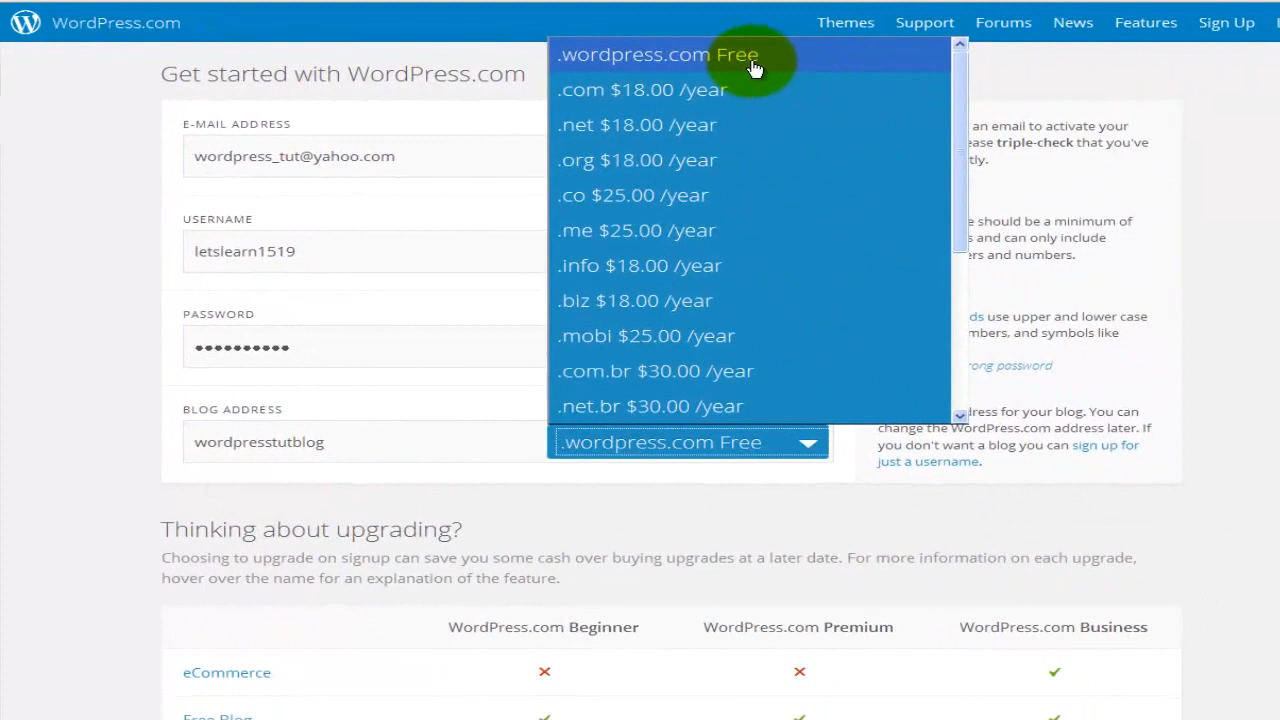 WordPress.com
Themes Support Forums News Features Sign Up
Get started with WordPress.com
E-MAIL ADDRESS
wordpress_tut@yahoo.com
USERNAME
letslearn1519
PASSWORD
BLOG ADDRESS
wordpresstutblog
.wordpress.com Free
.com $18.00 /year
.net $18.00 /year
.org $18.00 /year
.co $25.00 /year
.me $25.00 /year
.info $18.00 /year
.biz $18.00 /year
.mobi $25.00 /year
.com.br $30.00 /year
.net.br $30.00 /year
.wordpress.com Free
an email to activate your
triple-check that you've
should be a minimum of
and can only include
and numbers.
use upper and lower case
and symbols like
password
for your blog. You can
change the WordPress.com address later. If
you don't want a blog you can sign up for
just a username.
Thinking about upgrading?
Choosing to upgrade on signup can save you some cash over buying upgrades at a later date. For more information on each upgrade,
hover over the name for an explanation of the feature.
WordPress.com Beginner WordPress.com Premium WordPress.com Business
eCommerce
Free Blog